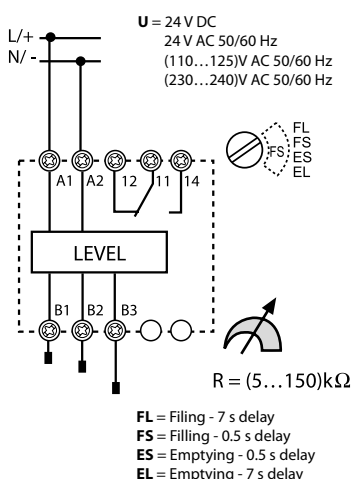 U = 24 V DC
24 V AC 50/60 Hz
(110...125)V AC 50/60 Hz
(230...240)V AC 50/60 Hz
L/+
N/ -
A1 A2 12 11 14
FS
FL
FS
ES
EL
LEVEL
B1 B2 B3
R = (5...150)kΩ
FL = Filing - 7 s delay
FS = Filling - 0.5 s delay
ES = Emptying - 0.5 s delay
EL = Emptying - 7 s delay